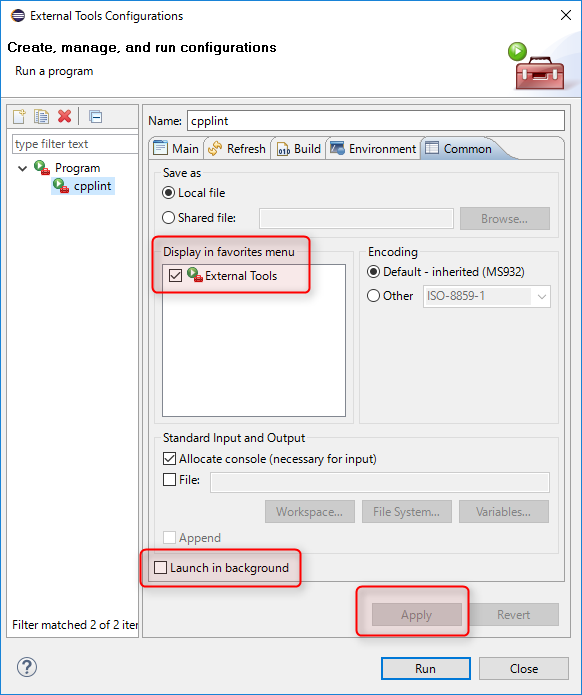 External Tools Configurations
Create, manage, and run configurations
Run a program
type filter text
Program
cpplint
Filter matched 2 of 2 iter
Name: cpplint
Main Refresh Build Environment Common
Save as
Local file
Shared file: Browse...
Display in favorites menu
External Tools
Encoding
Default - inherited (MS932)
Other ISO-8859-1
Standard Input and Output
Allocate console (necessary for input)
File:
Workspace... File System... Variables...
Append
Launch in background
Apply Revert
? Run Close